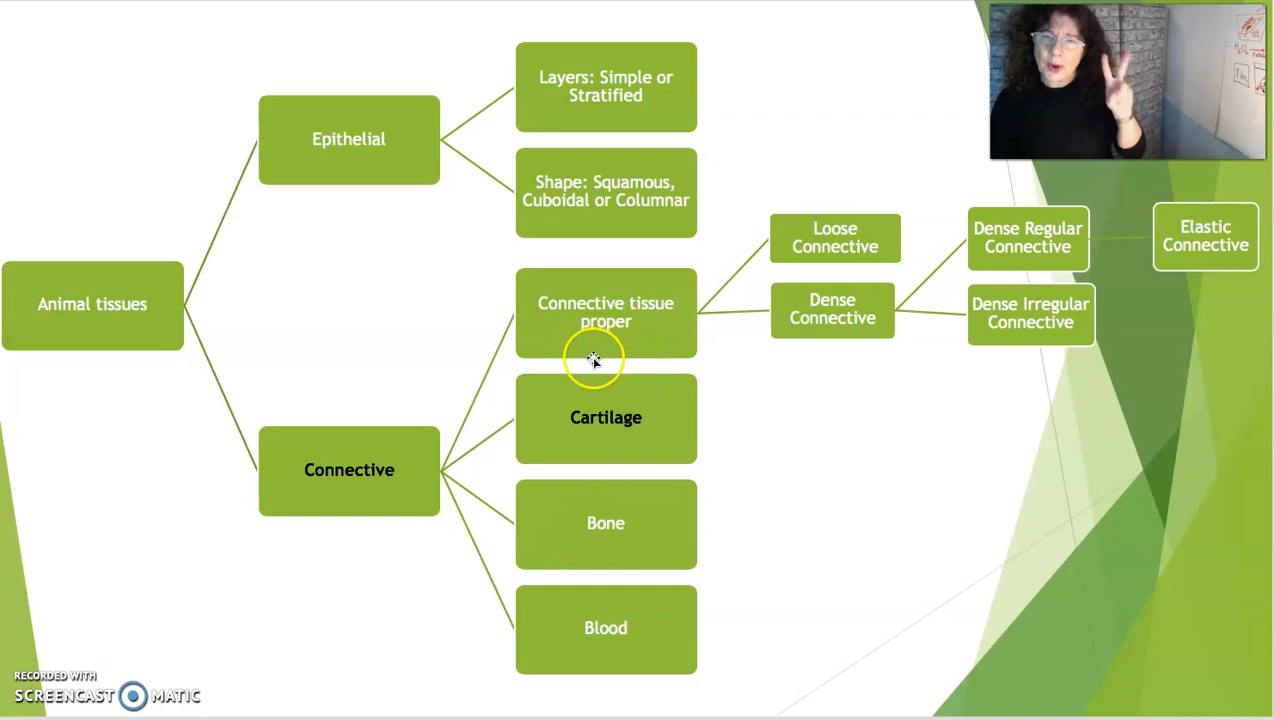 Layers: Simple or
Stratified
Epithelial
Shape: Squamous,
Cuboidal or Columnar
Animal tissues
Connective tissue
proper
Loose
Connective
Dense
Connective
Dense Regular
Connective
Dense Irregular
Connective
Elastic
Connective
Cartilage
Connective
Bone
Blood
RECORDED WITH
SCREENCAST MATIC